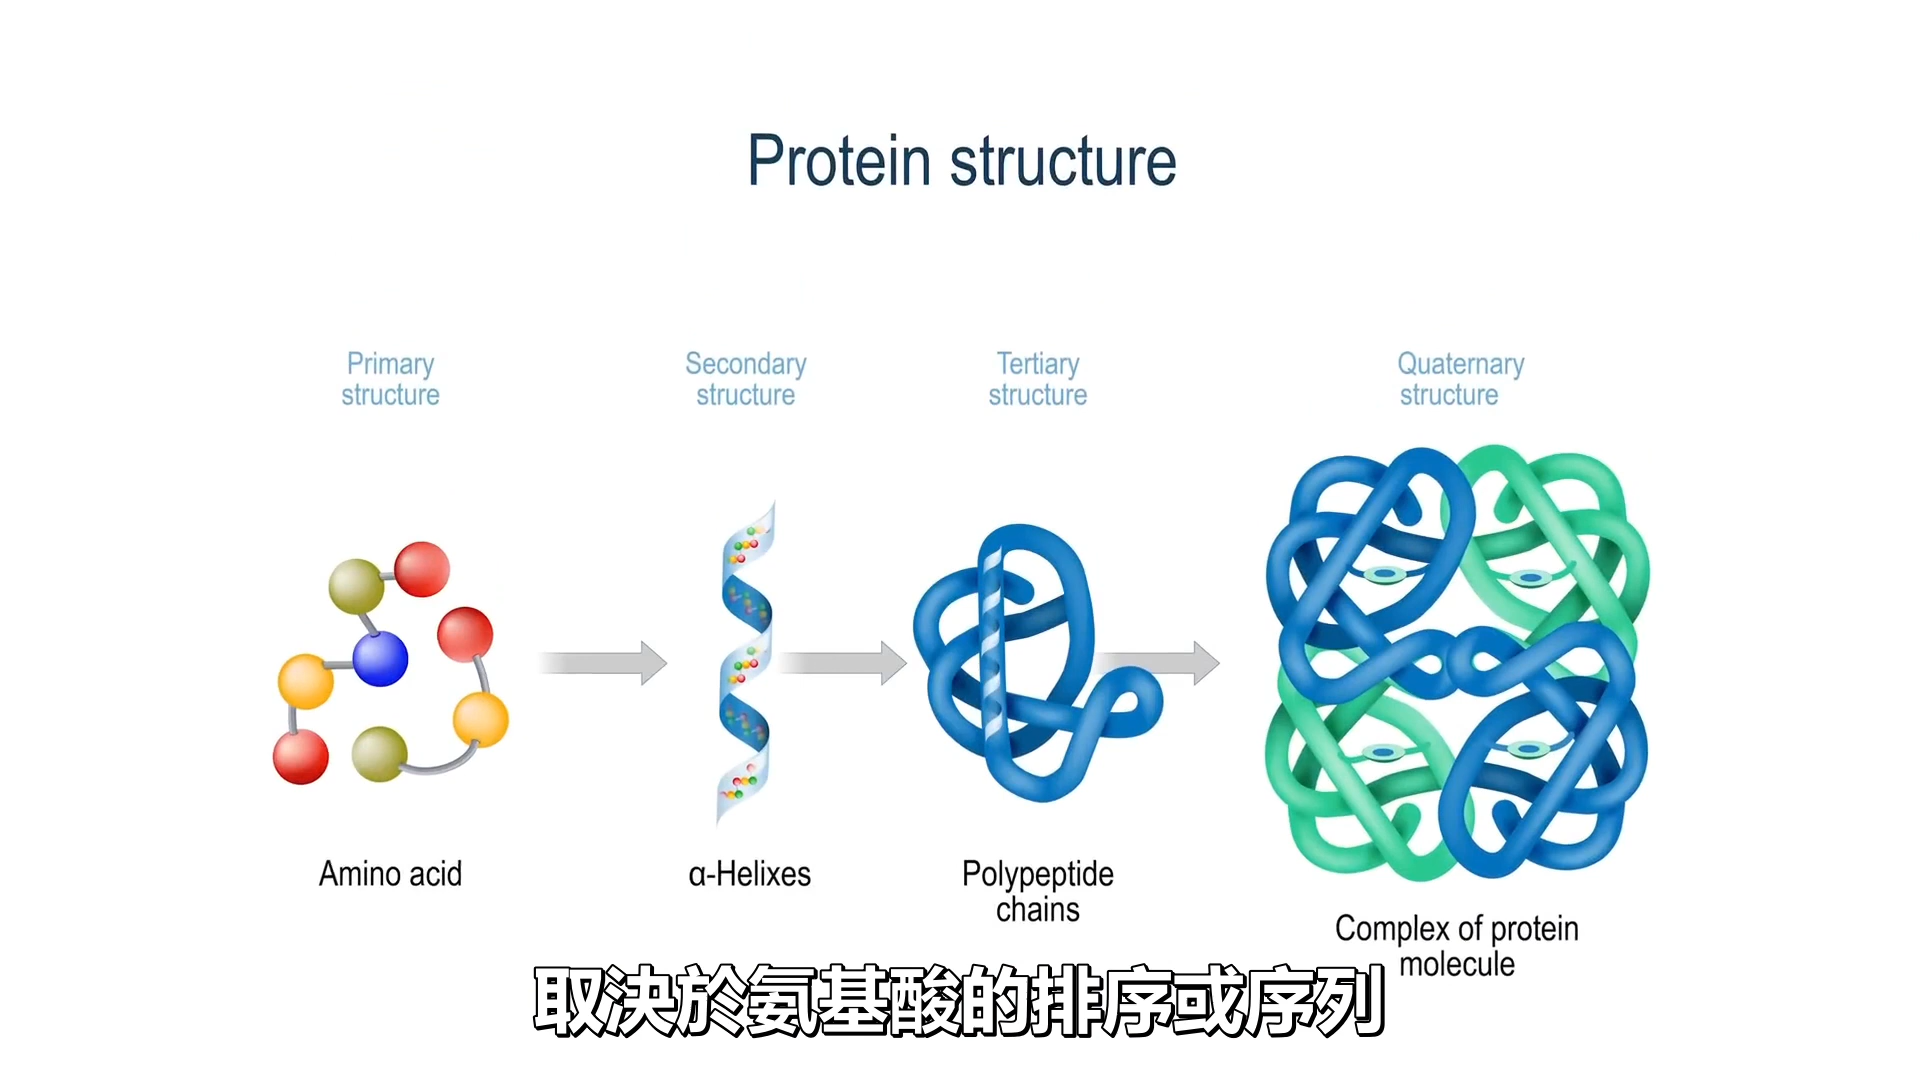 Protein structure
Primary
structure
Secondary
structure
Tertiary
structure
Quaternary
structure
Amino acid
α-Helixes
Polypeptide
chains
Complex of protein
molecule
取決於氨基酸的排序或序列